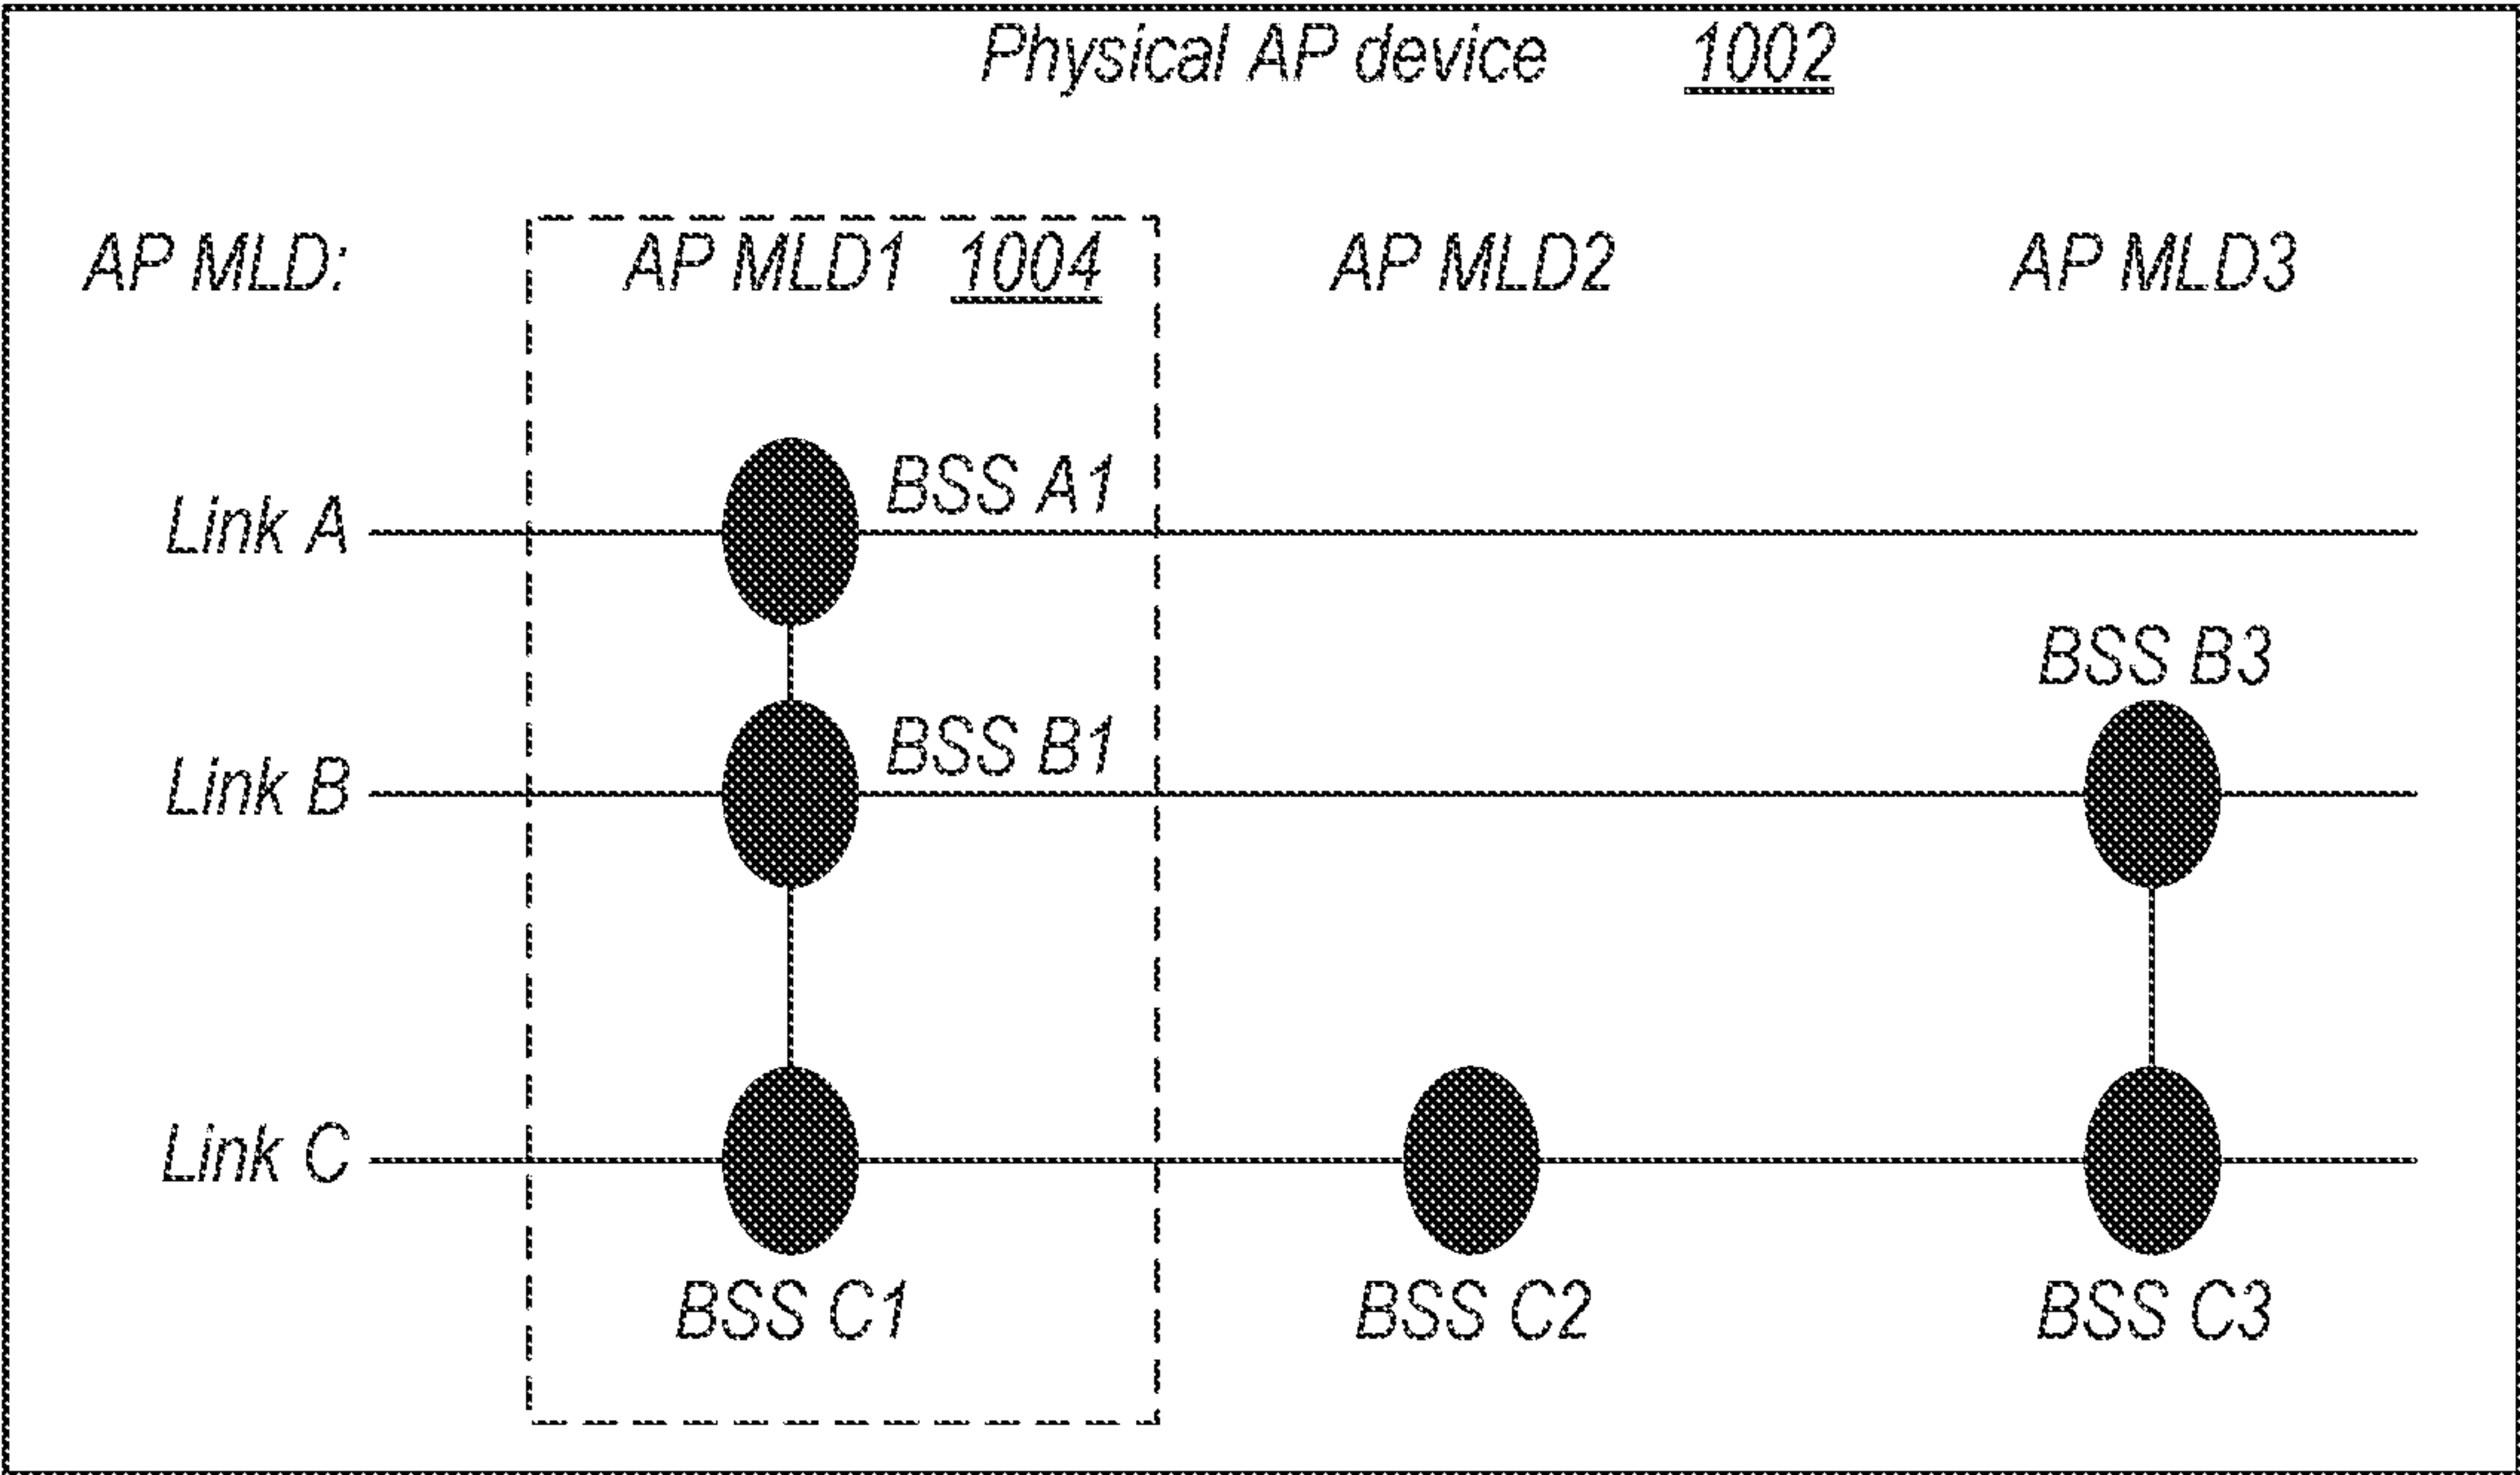 Physical AP device 1002
AP MLD: AP MLD1 1004 AP MLD2 AP MLD3
BSS A1
Link A
BSS B3
BSS B1
Link B
Link C
BSS C1 BSS C2 BSS C3